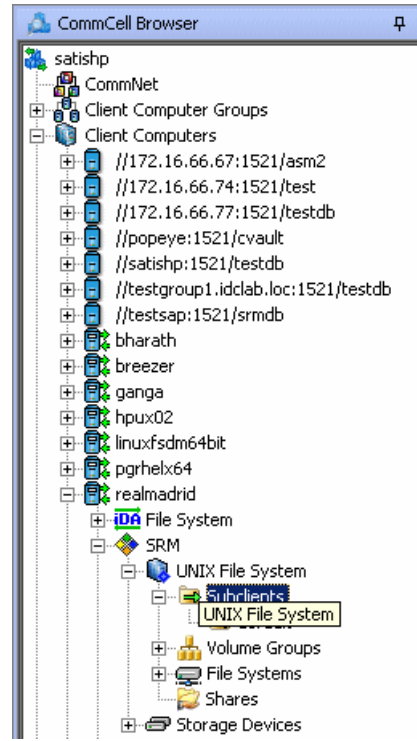 CommCell Browser
satishp
CommNet
Client Computer Groups
Client Computers
//172.16.66.67:1521/asm2
//172.16.66.74:1521/test
//172.16.66.77:1521/testdb
//popeye:1521/cvault
//satishp:1521/testdb
//testgroup1.idclab.loc:1521/testdb
//testsap:1521/srmdb
bharath
breezer
ganga
hpux02
linuxfsdm64bit
pgrhelx64
realmadrid
iDA File System
SRM
UNIX File System
Subclients
UNIX File System
Volume Groups
File Systems
Shares
Storage Devices